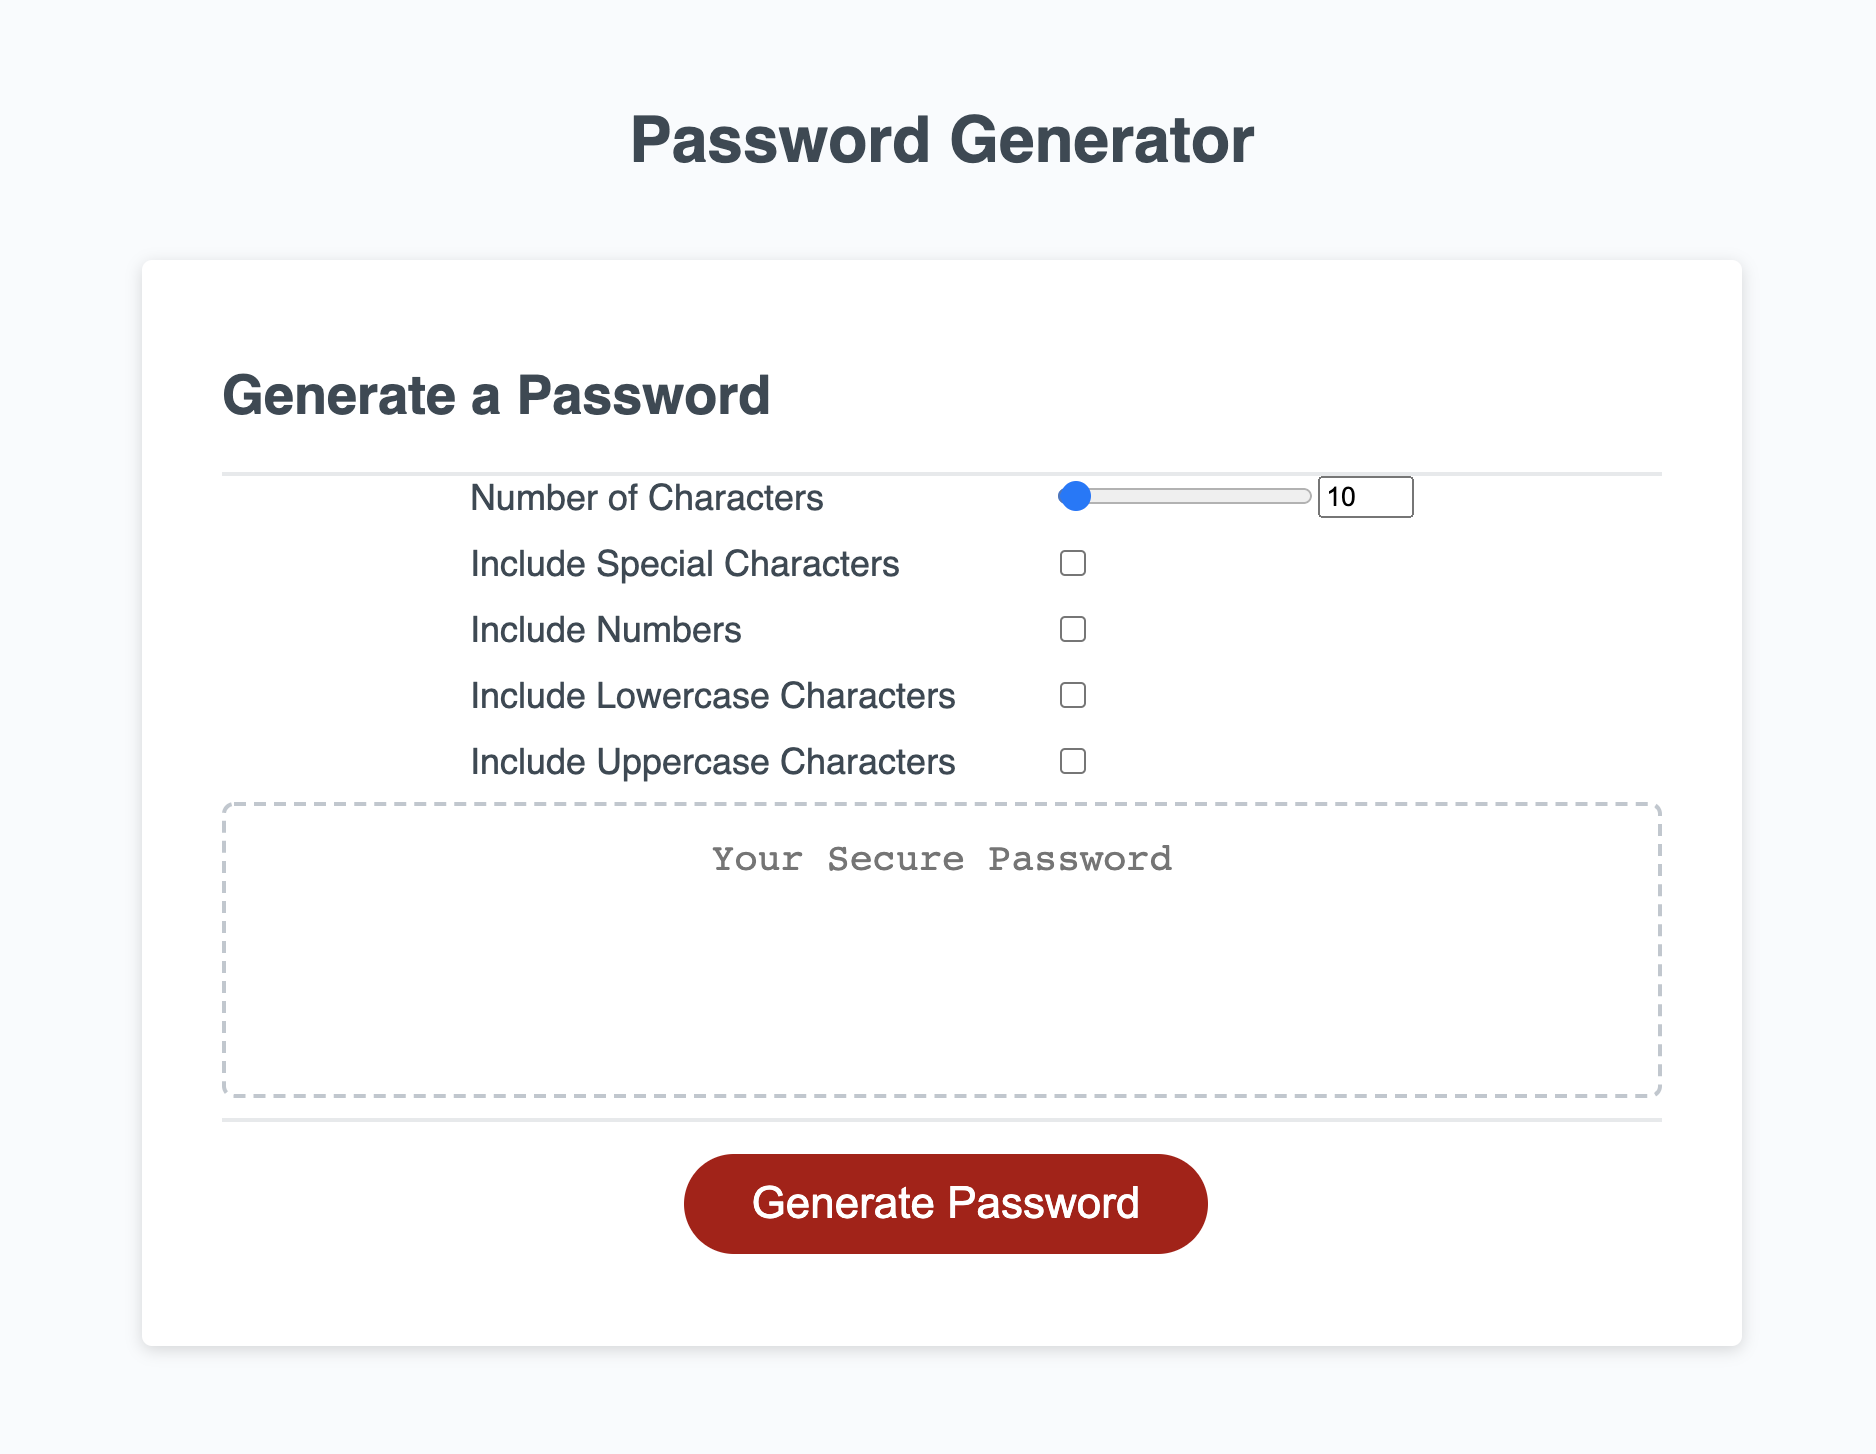 Password Generator
Generate a Password
Number of Characters 10
Include Special Characters
Include Numbers
Include Lowercase Characters
Include Uppercase Characters
Your Secure Password
Generate Password